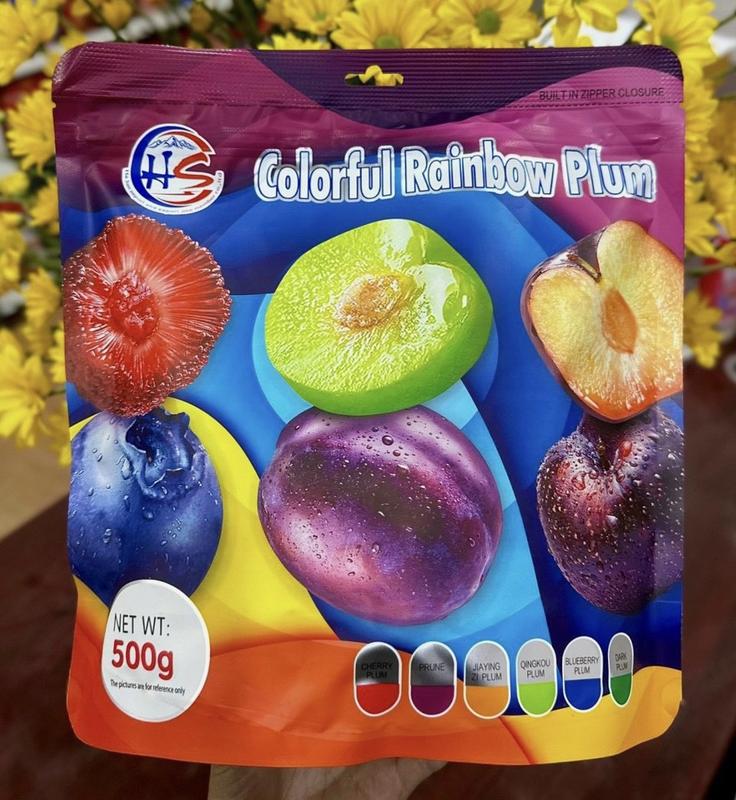 BUILT IN ZIPPER CLOSURE
HS
Colorful Rainbow Plum
NET WT:
500g
The pictures are for reference only
CHERRY
PLUM
PRUNE
JIAYING
ZI PLUM
QINGKOU
PLUM
BLUEBERRY
PLUM
DARK
PLUM